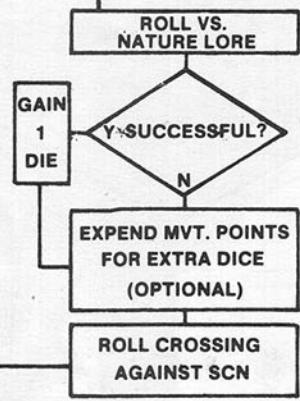 ROLL VS.
NATURE LORE
GAIN
1
DIE
Y SUCCESSFUL?
N
EXPEND MVT. POINTS
FOR EXTRA DICE
(OPTIONAL)
ROLL CROSSING
AGAINST SCN